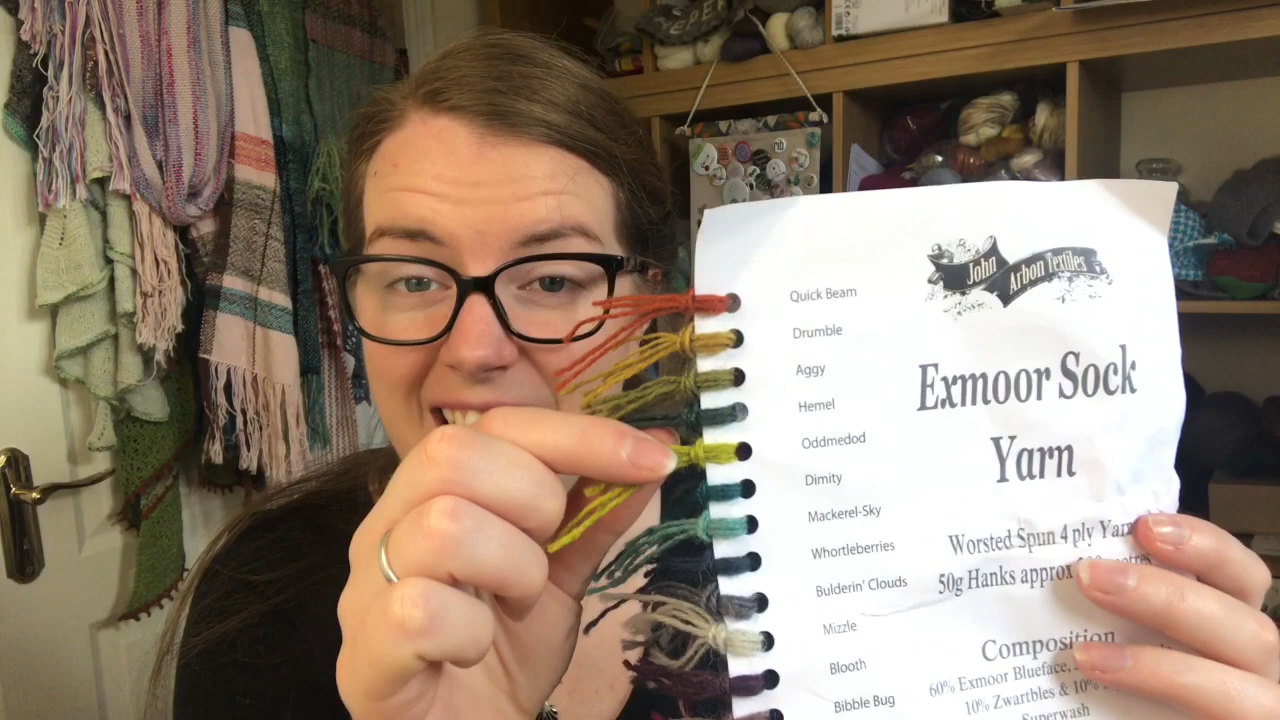 Quick Beam
Drumble
Aggy
Hemel
Oddmedod
Dimity
Mackerel-Sky
Whortleberries
Bulderin' Clouds
Mizzle
Blooth
Bibble Bug
John
Arbon Textiles
Exmoor Sock
Yarn
Worsted Spun 4 ply Yarn
50g Hanks approx metres
Composition
60% Exmoor Blueface,
10% Zwartbles & 10%
Superwash